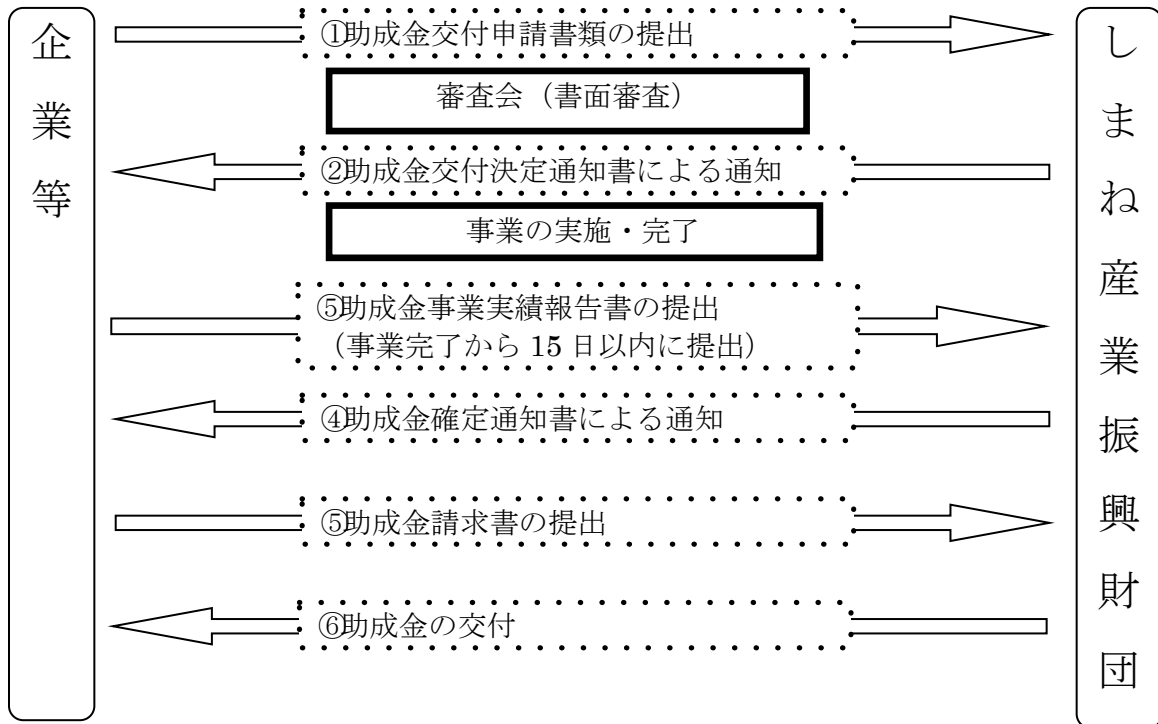 企業等
①助成金交付申請書類の提出
審査会（書面審査）
②助成金交付決定通知書による通知
事業の実施・完了
⑤助成金事業実績報告書の提出
（事業完了から 15 日以内に提出）
④助成金確定通知書による通知
⑤助成金請求書の提出
⑥助成金の交付
しまね産業振興財団